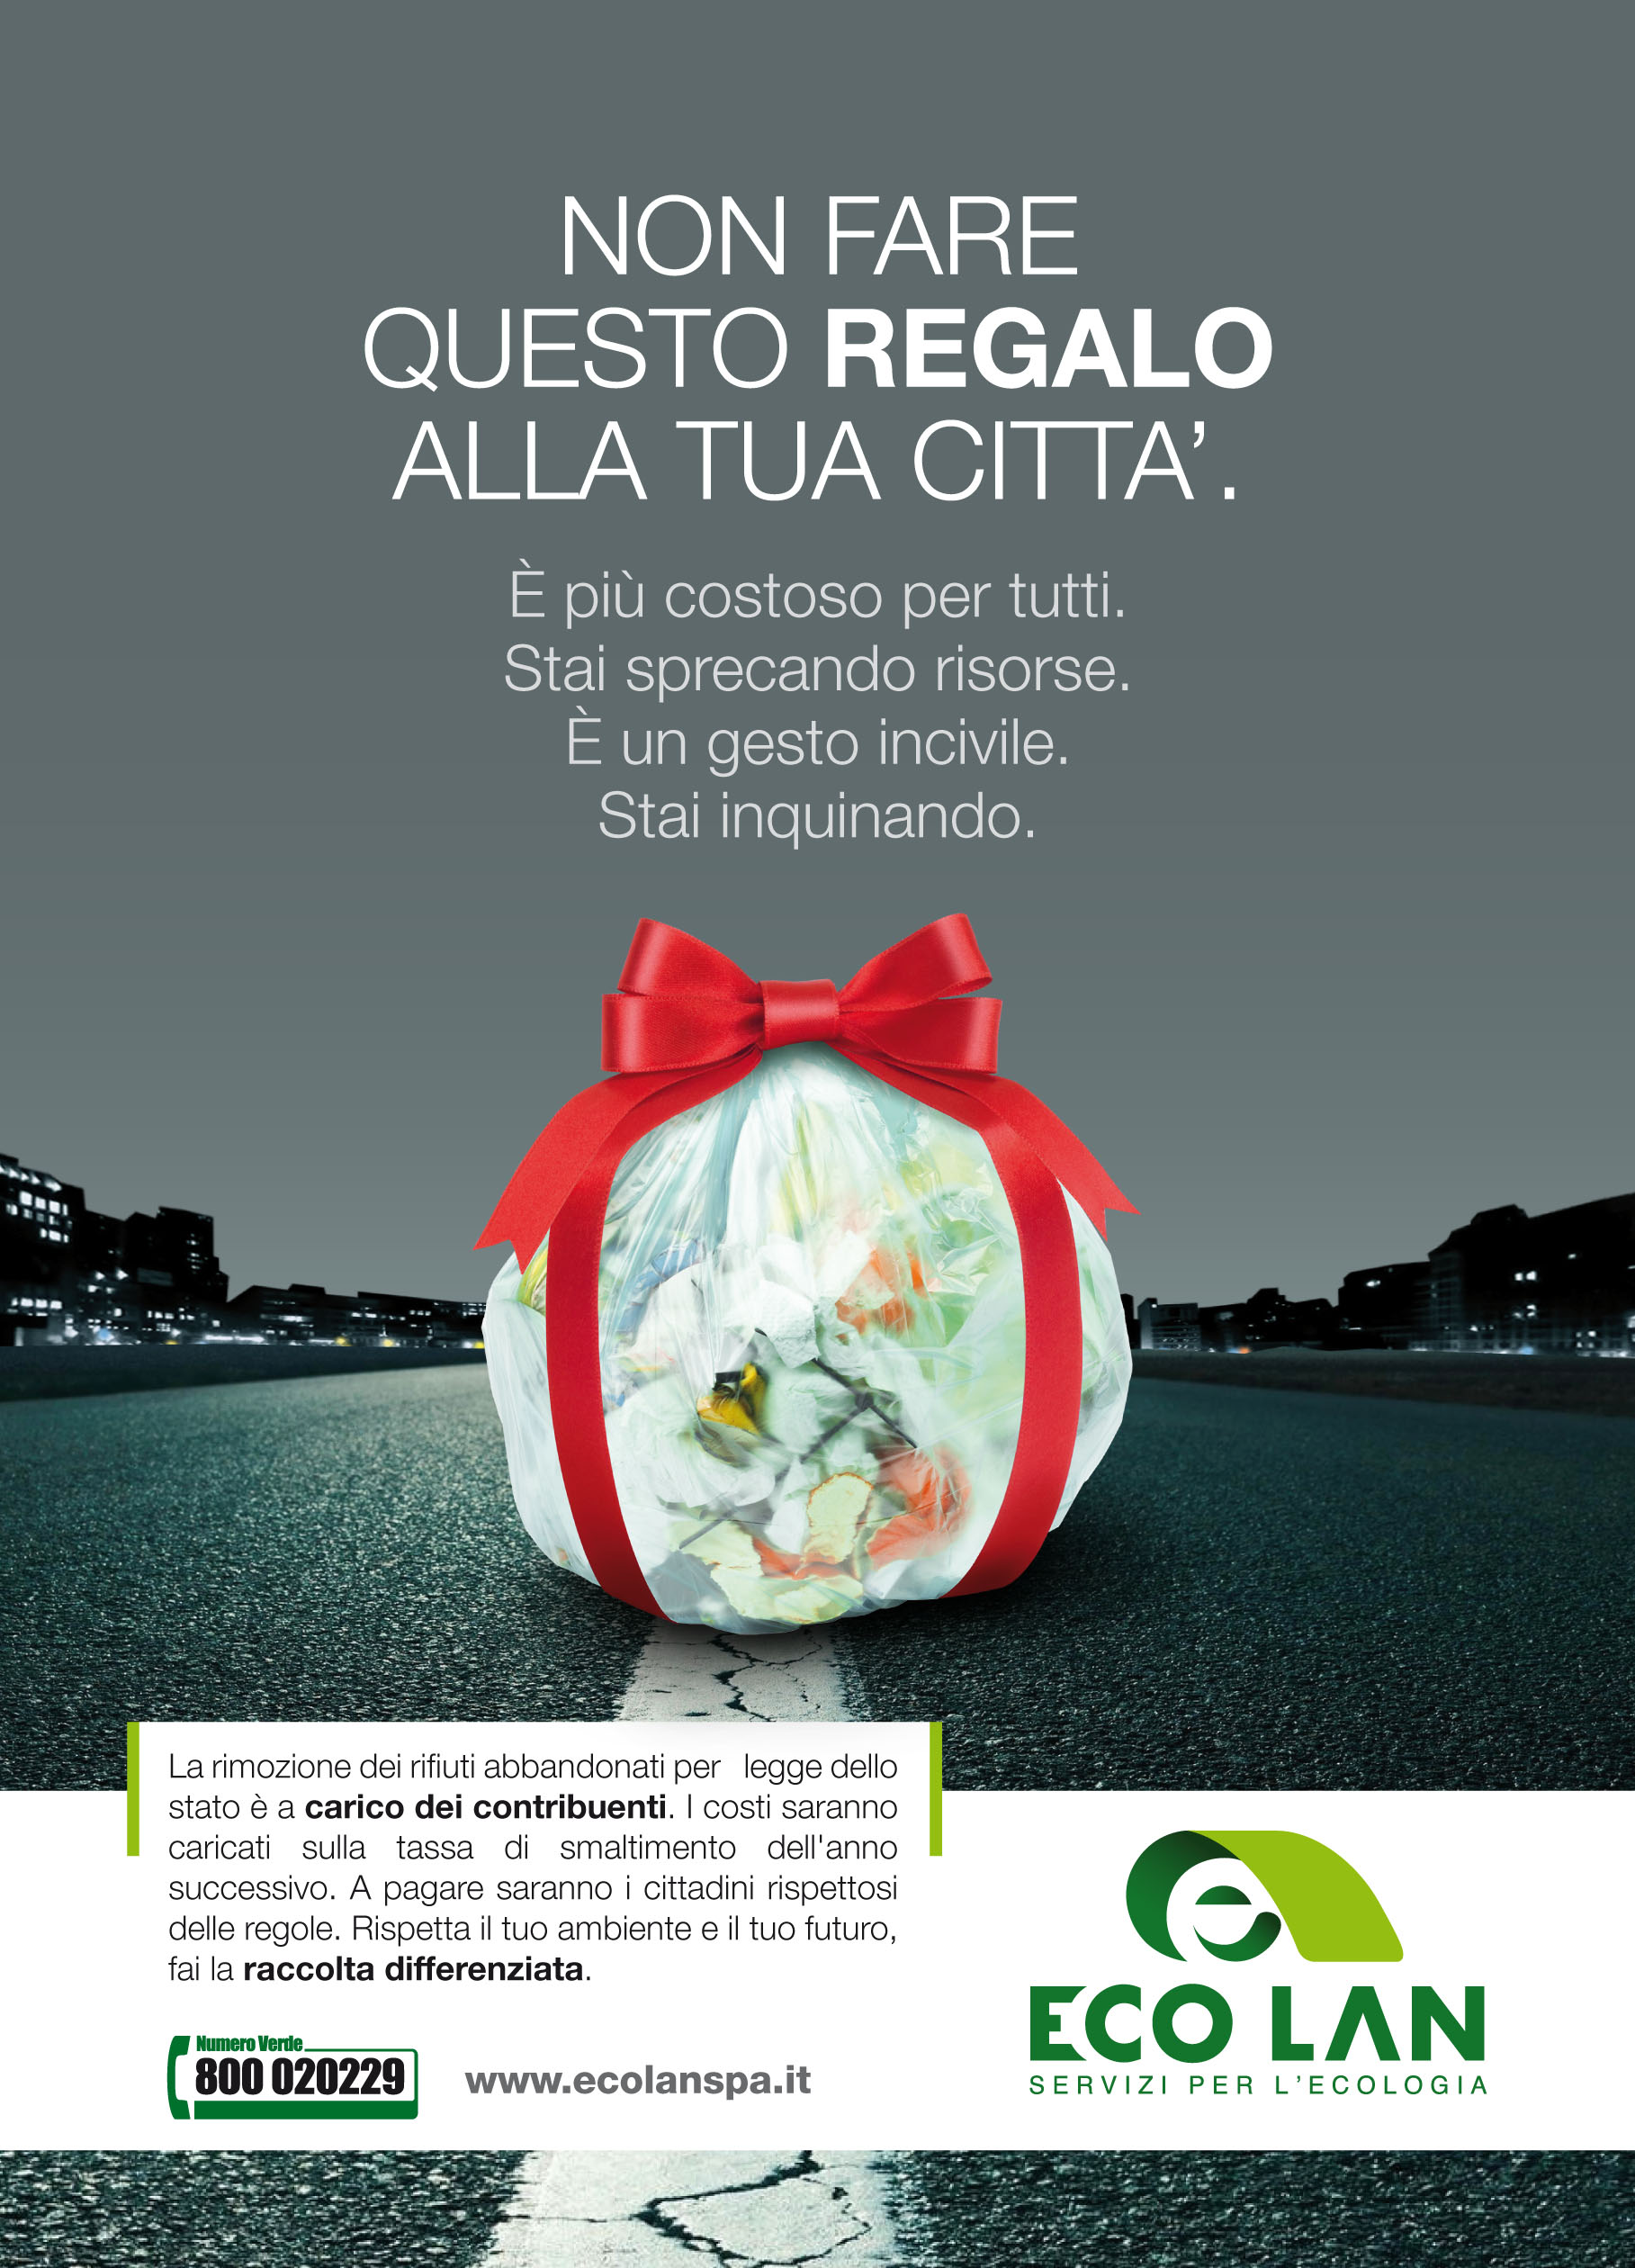 NON FARE
QUESTO REGALO
ALLA TUA CITTA’.
È più costoso per tutti.
Stai sprecando risorse.
È un gesto incivile.
Stai inquinando.
La rimozione dei rifiuti abbandonati per legge dello
stato è a carico dei contribuenti. I costi saranno
caricati sulla tassa di smaltimento dell'anno
successivo. A pagare saranno i cittadini rispettosi
delle regole. Rispetta il tuo ambiente e il tuo futuro,
fai la raccolta differenziata.
Numero Verde
800 020229
www.ecolanspa.it
e
ECO LAN
SERVIZI PER L’ECOLOGIA